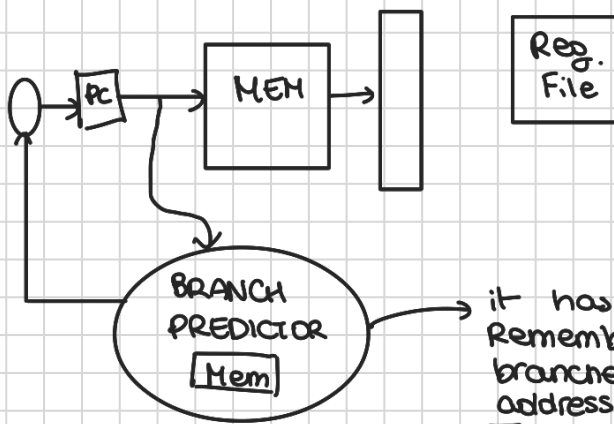 PC
MEM
Reg.
File
BRANCH
PREDICTOR
Mem
it has
Rememb
branche
address